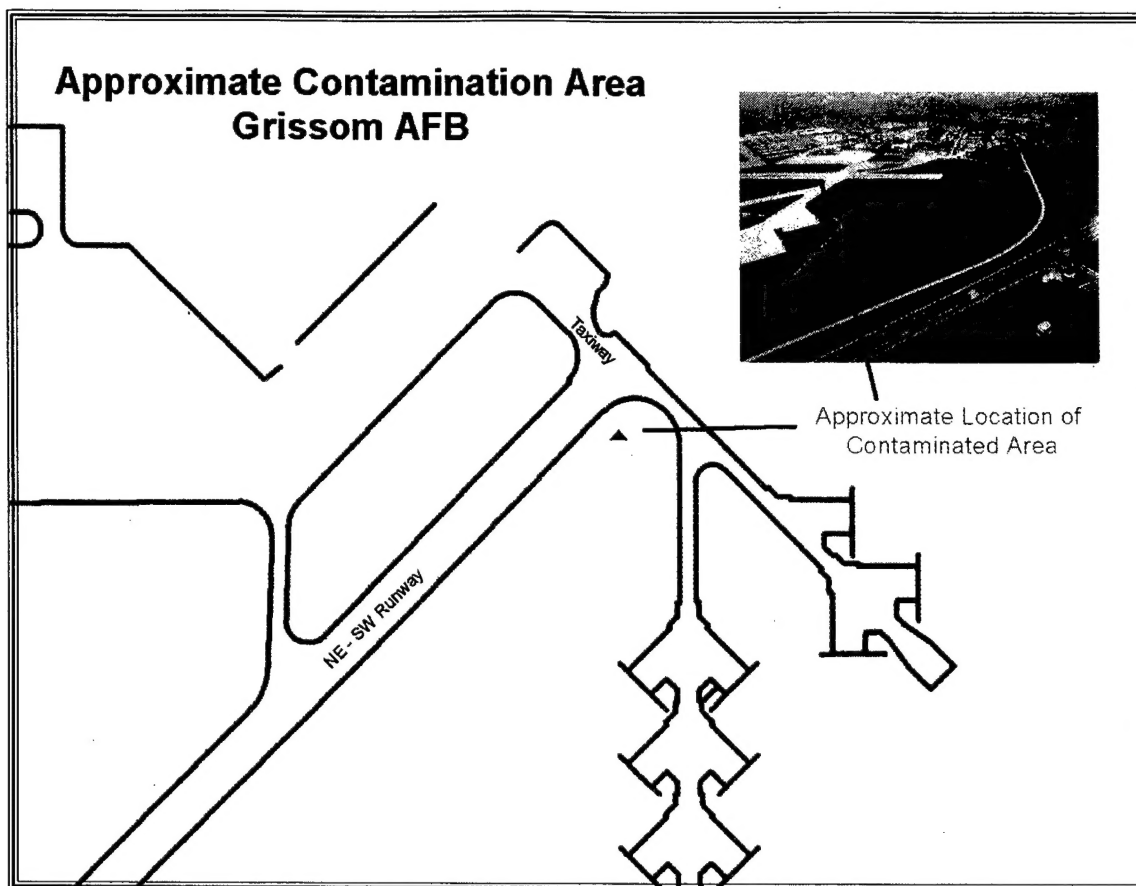 Approximate Contamination Area
Grissom AFB
Taxiway
Approximate Location of
Contaminated Area
NE - SW Runway